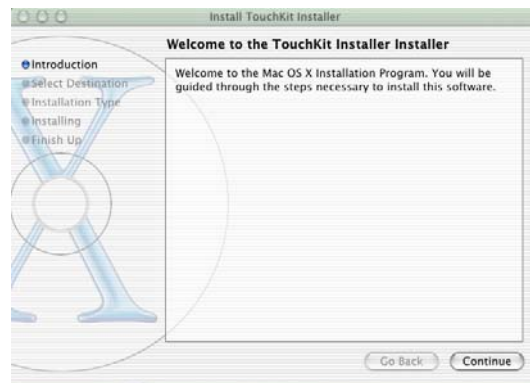 Install TouchKit Installer
Welcome to the TouchKit Installer Installer
Introduction
Select Destination
Installation Type
Installing
Finish Up
Welcome to the Mac OS X Installation Program. You will be
guided through the steps necessary to install this software.
Go Back
Continue